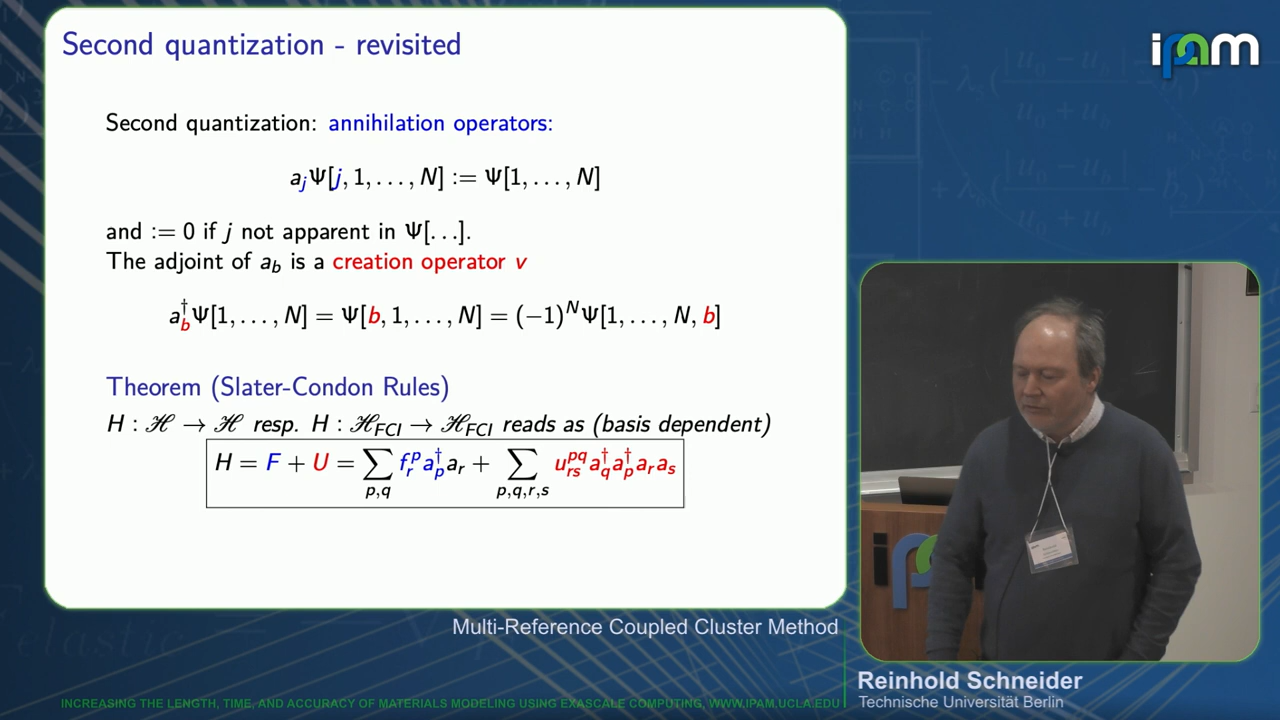 Second quantization - revisited
ipam
Second quantization: annihilation operators:
a_jΨ[j, 1, . . . , N] := Ψ[1, . . . , N]
and := 0 if j not apparent in Ψ[. . .].
The adjoint of a_b is a creation operator v
a_b^†Ψ[1, . . . , N] = Ψ[b, 1, . . . , N] = (−1)^NΨ[1, . . . , N, b]
Theorem (Slater-Condon Rules)
H : ℋ → ℋ resp. H : ℋ_FCI → ℋ_FCI reads as (basis dependent)
H = F + U = ∑_{p,q} f_r^p a_p^† a_r + ∑_{p,q,r,s} u_{rs}^{pq} a_q^† a_p^† a_r a_s
Multi-Reference Coupled Cluster Method
Reinhold Schneider
Technische Universität Berlin
INCREASING THE LENGTH, TIME, AND ACCURACY OF MATERIALS MODELING USING EXASCALE COMPUTING, WWW.IPAM.UCLA.EDU